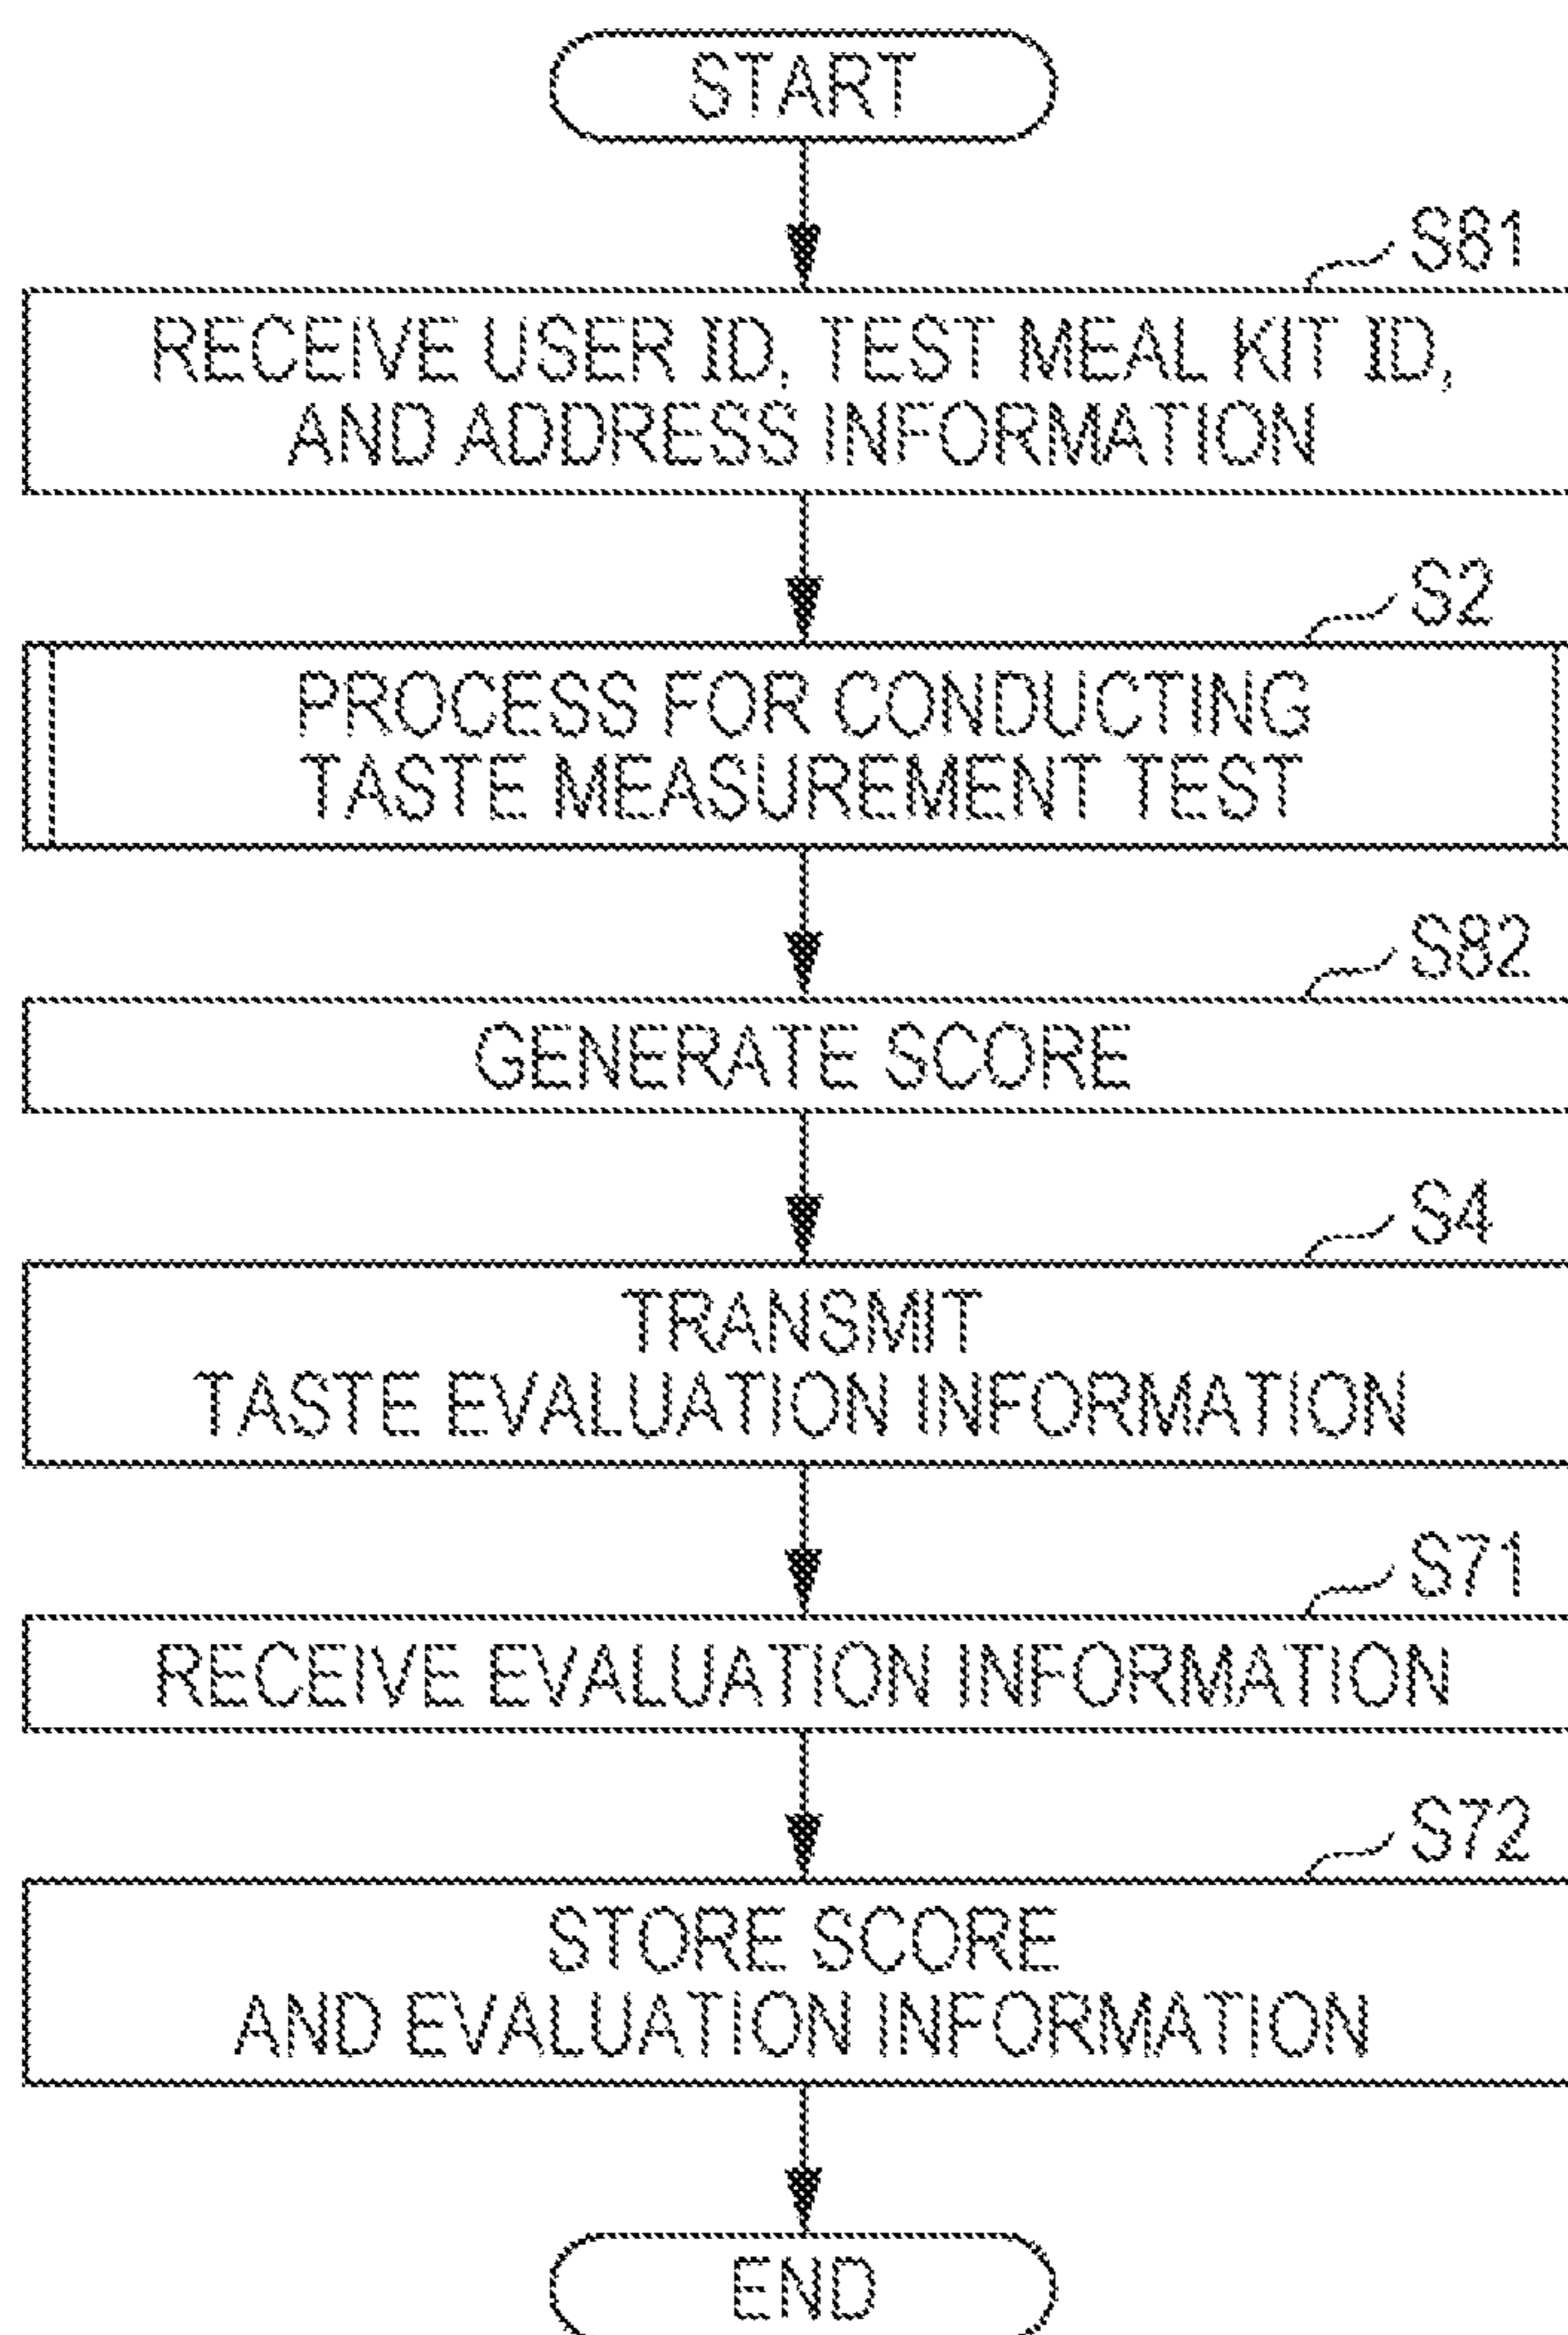 START
S81
RECEIVE USER ID, TEST MEAL KIT ID,
AND ADDRESS INFORMATION
S2
PROCESS FOR CONDUCTING
TASTE MEASUREMENT TEST
S82
GENERATE SCORE
S4
TRANSMIT
TASTE EVALUATION INFORMATION
S71
RECEIVE EVALUATION INFORMATION
S72
STORE SCORE
AND EVALUATION INFORMATION
END